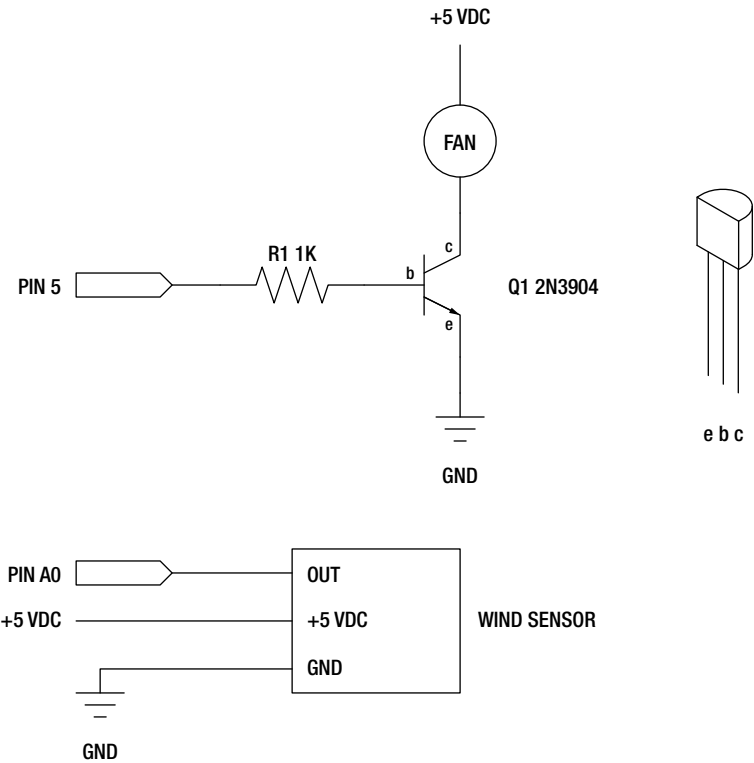 +5 VDC
FAN
R1 1K
c
b
PIN 5
Q1 2N3904
e
e b c
GND
PIN A0
OUT
+5 VDC
+5 VDC
WIND SENSOR
GND
GND